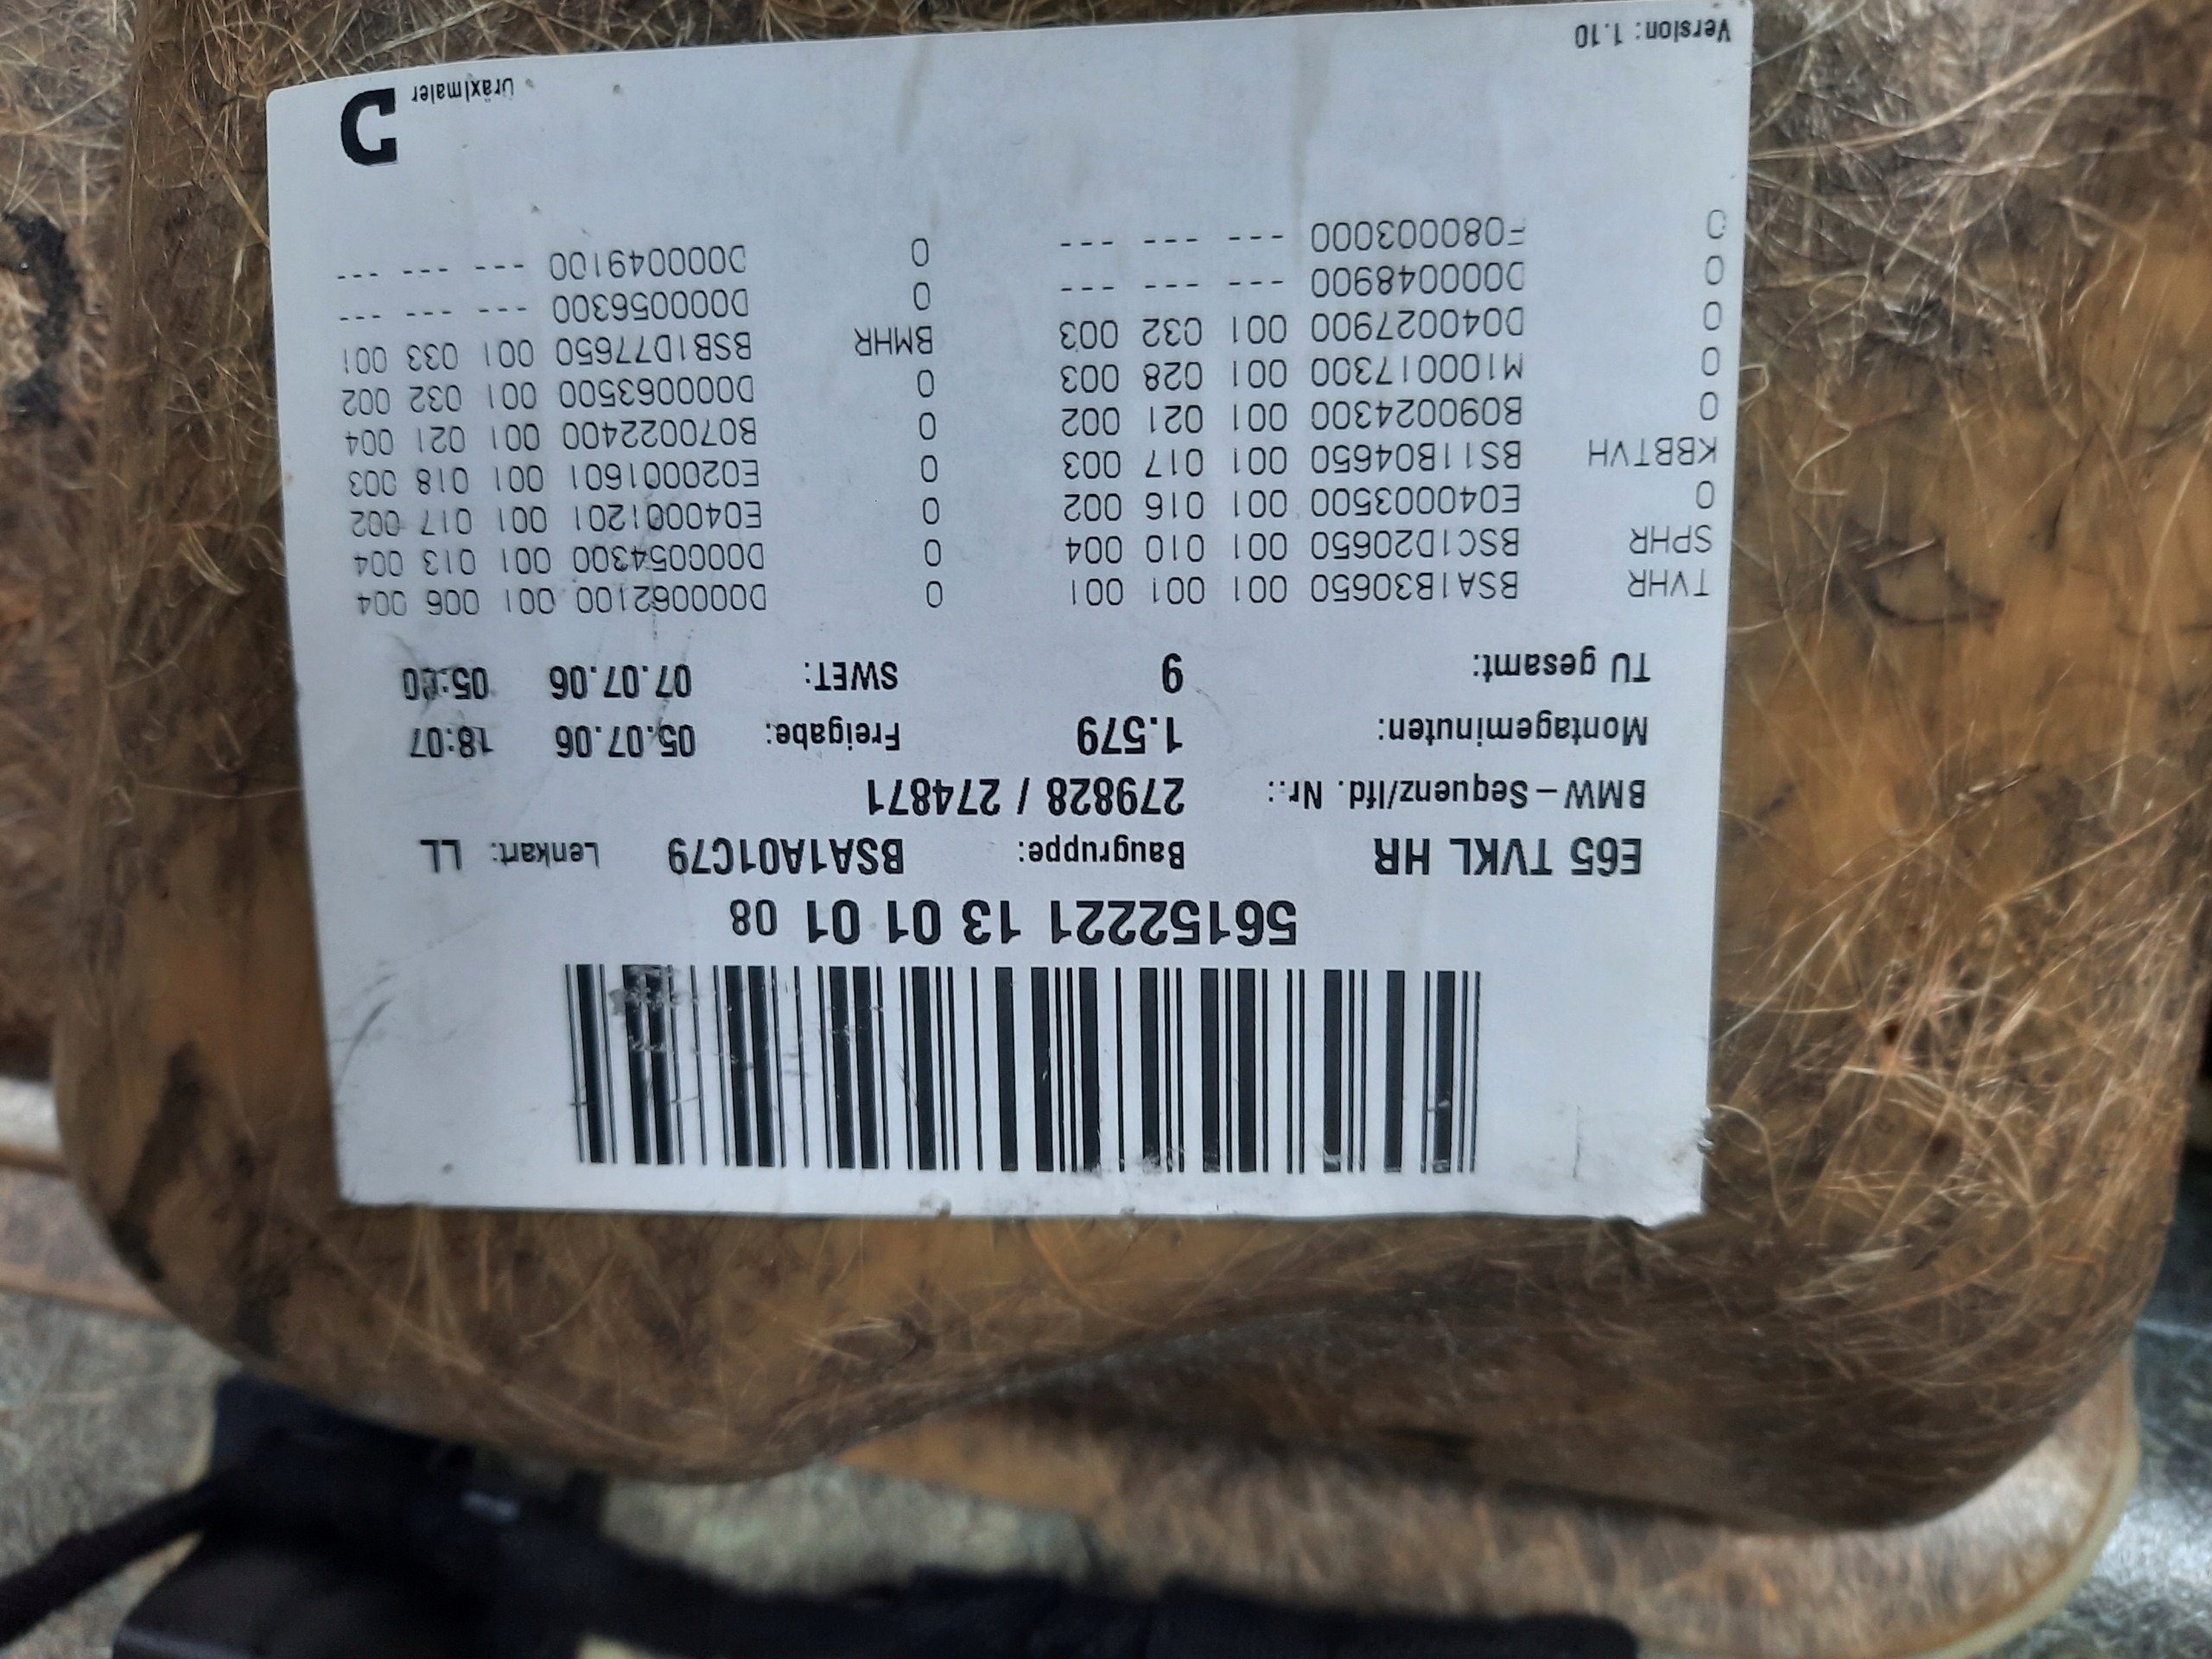 56152221 13 01 01 08
E65 TVKL HR Baugruppe: BSA1A01C79 Lenkart: LL
BMW-Sequenz/lfd. Nr.: 279828 / 274871
Montageminuten: 1.579 Freigabe: 05.07.06 18:07
TU gesamt: 9 SWET: 07.07.06
TVHR BSA1B30650 001 001 001 0 D000062100 001 006 004
SPHR BSC1D20650 001 010 004 0 D000054300 001 013 004
0 E040003500 001 016 002 0 E040001201 001 017 002
KBBTVH BS11B04650 001 017 003 0 E020001601 001 018 003
0 B090024300 001 021 002 0 B070022400 001 021 004
0 M100017300 001 028 003 0 D000063500 001 032 002
0 D040027900 001 032 003 BMHR BSB1D77650 001 033 001
0 D000048900 --- --- --- 0 D000056300 --- --- ---
0 F080003000 --- --- --- 0 D000049100 --- --- ---
Version: 1.10 Dräxlmaier D